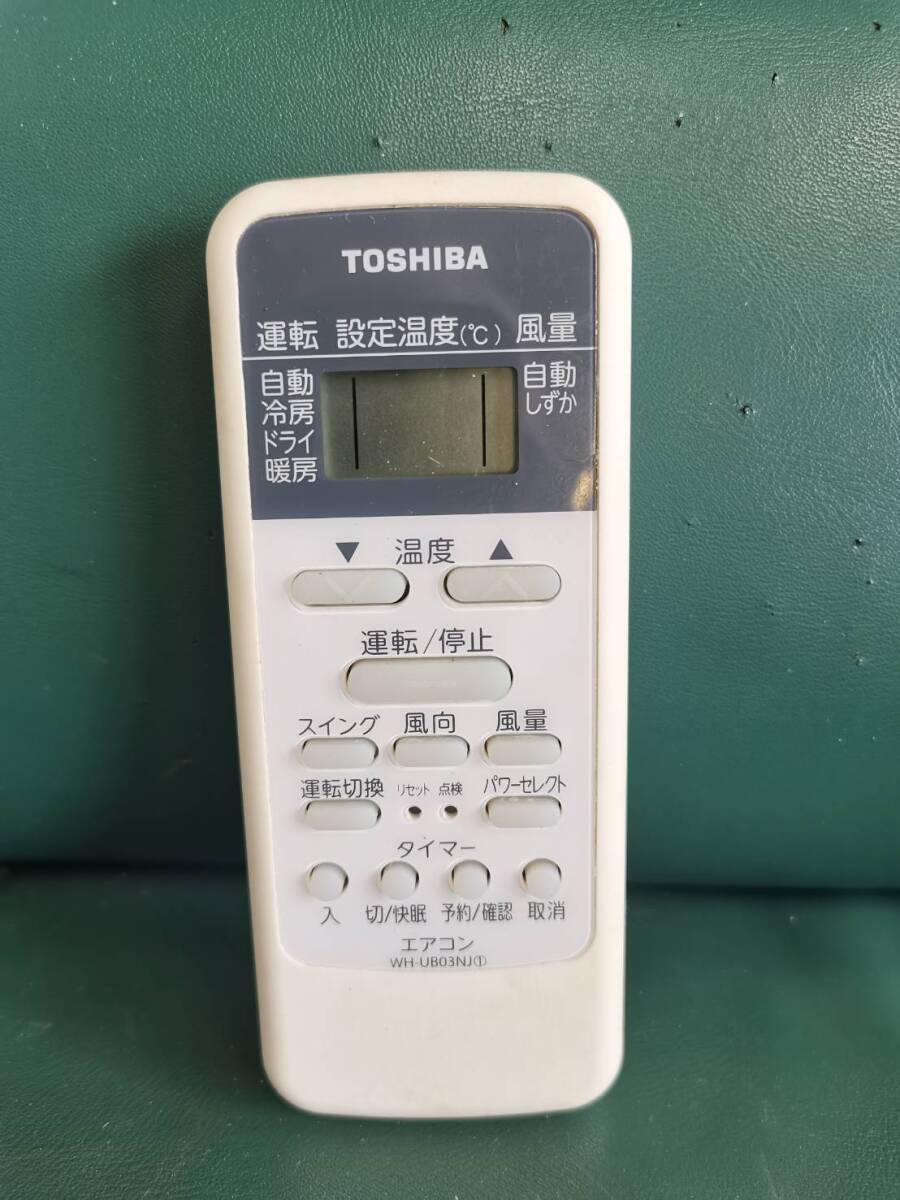 TOSHIBA
運転 設定温度(℃) 風量
自動
冷房
ドライ
暖房
自動
しずか
▼ 温度 ▲
運転/停止
スイング 風向 風量
運転切換 リセット 点検 パワーセレクト
タイマー
入 切/快眠 予約/確認 取消
エアコン
WH-UB03NJ①